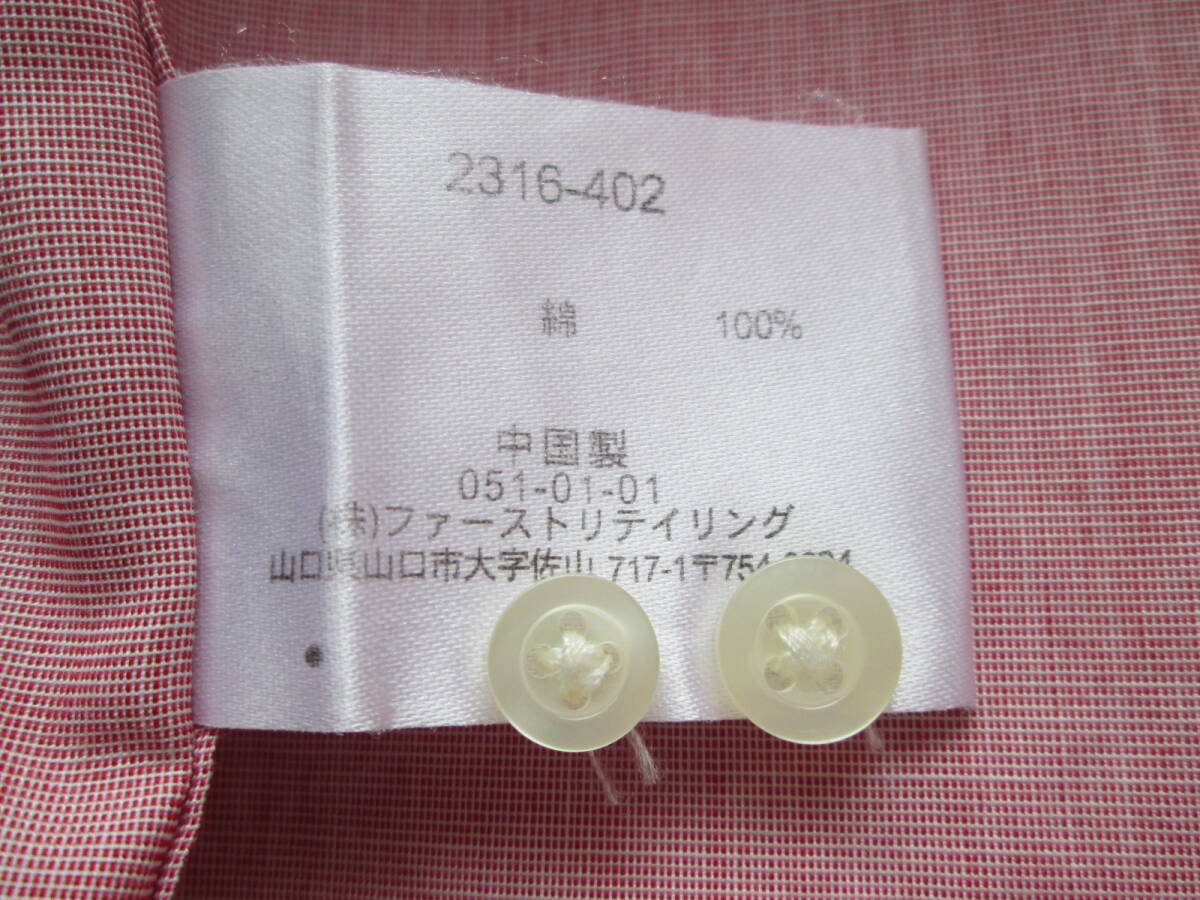 2316-402
綿 100%
中国製
051-01-01
(株)ファーストリテイリング
山口県山口市大字佐山 717-1〒754